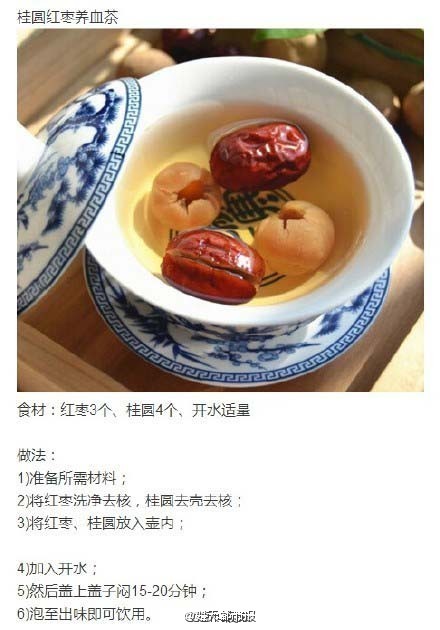 桂圆红枣养血茶
食材：红枣3个、桂圆4个、开水适量
做法：
1)准备所需材料；
2)将红枣洗净去核，桂圆去壳去核；
3)将红枣、桂圆放入壶内；
4)加入开水；
5)然后盖上盖子闷15-20分钟；
6)泡至出味即可饮用。